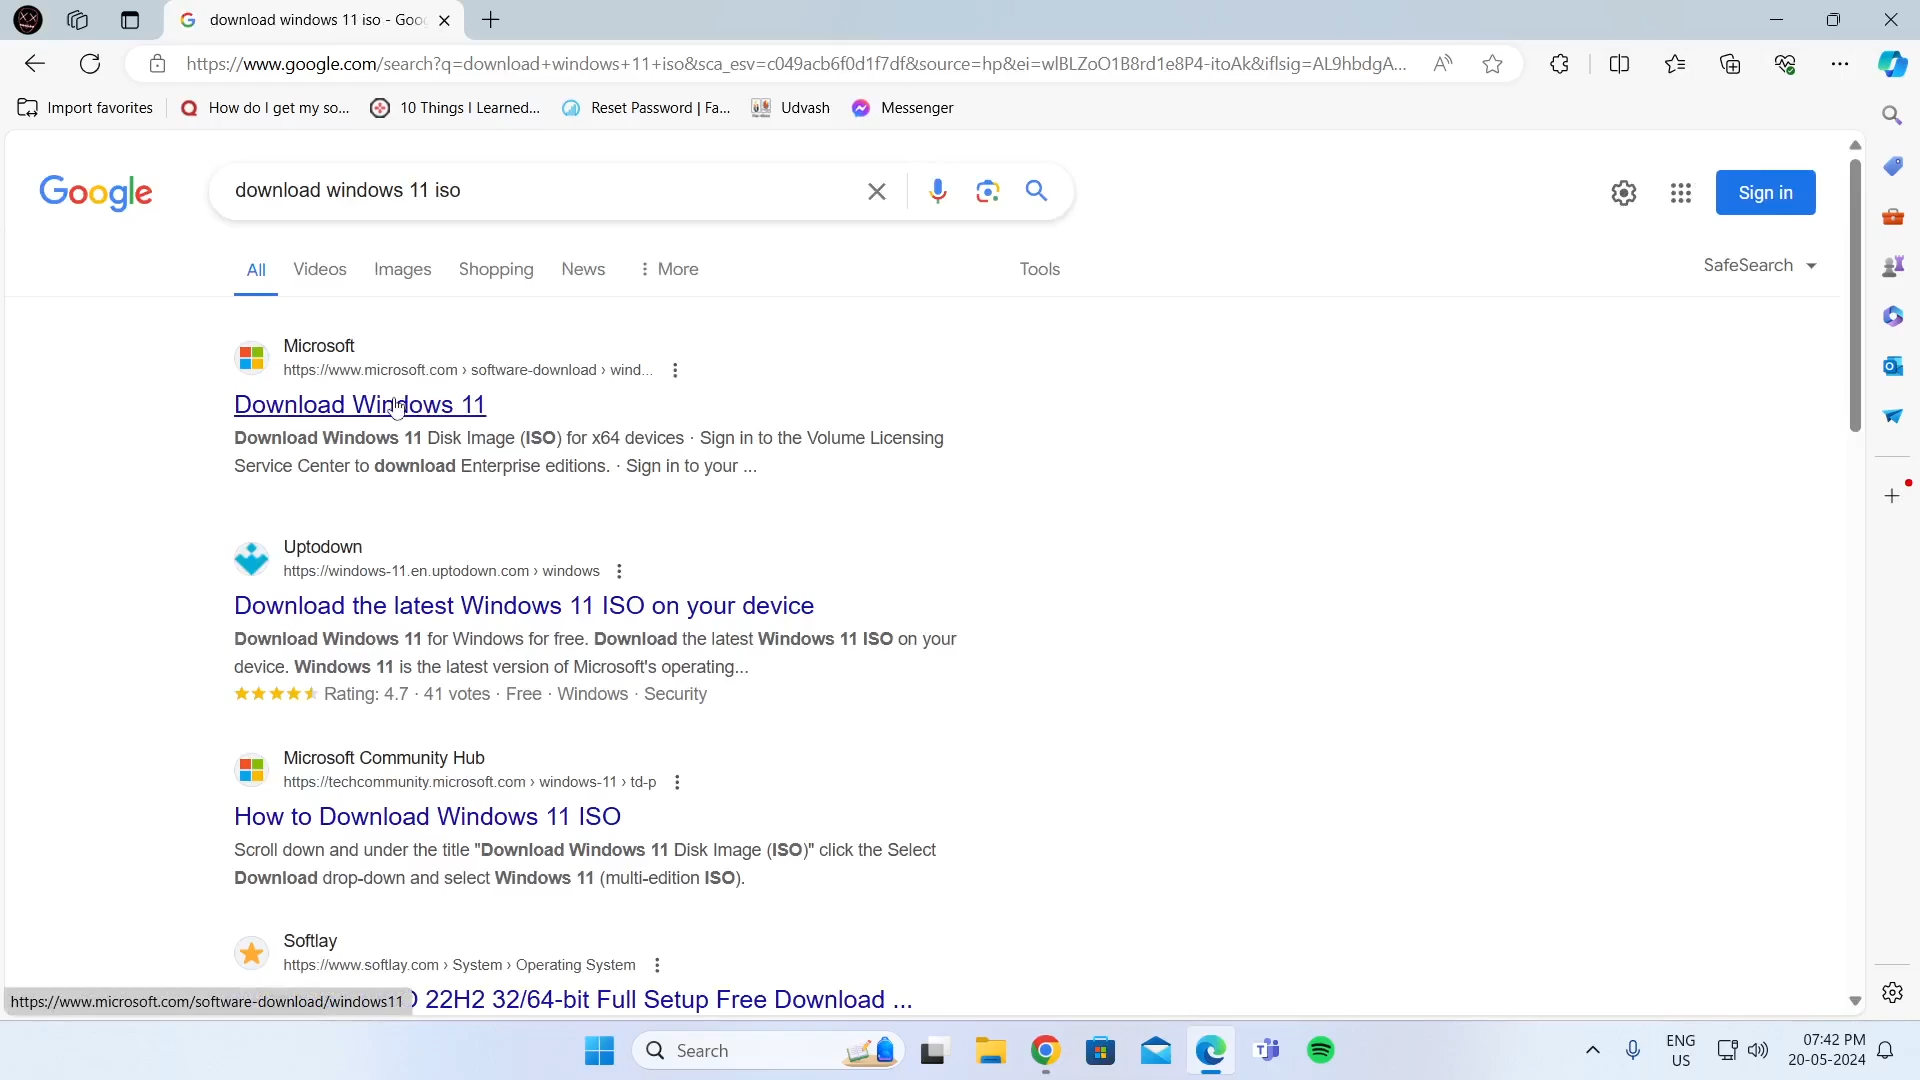 download windows 11 iso - Goo
https://www.google.com/search?q=download+windows+11+iso&sca_esv=c049acb6f0d1f7df&source=hp&ei=wlBLZoO1B8rd1e8P4-itoAk&iflsig=AL9hbdgA...
Import favorites How do I get my so... 10 Things I Learned... Reset Password | Fa... Udvash Messenger
Google download windows 11 iso Sign in
All Videos Images Shopping News More Tools SafeSearch
Microsoft
https://www.microsoft.com › software-download › wind...
Download Windows 11
Download Windows 11 Disk Image (ISO) for x64 devices · Sign in to the Volume Licensing
Service Center to download Enterprise editions. · Sign in to your ...
Uptodown
https://windows-11.en.uptodown.com › windows
Download the latest Windows 11 ISO on your device
Download Windows 11 for Windows for free. Download the latest Windows 11 ISO on your
device. Windows 11 is the latest version of Microsoft's operating...
Rating: 4.7 · 41 votes · Free · Windows · Security
Microsoft Community Hub
https://techcommunity.microsoft.com › windows-11 › td-p
How to Download Windows 11 ISO
Scroll down and under the title "Download Windows 11 Disk Image (ISO)" click the Select
Download drop-down and select Windows 11 (multi-edition ISO).
Softlay
https://www.softlay.com › System › Operating System
22H2 32/64-bit Full Setup Free Download ...
https://www.microsoft.com/software-download/windows11
Search
ENG
US
07:42 PM
20-05-2024